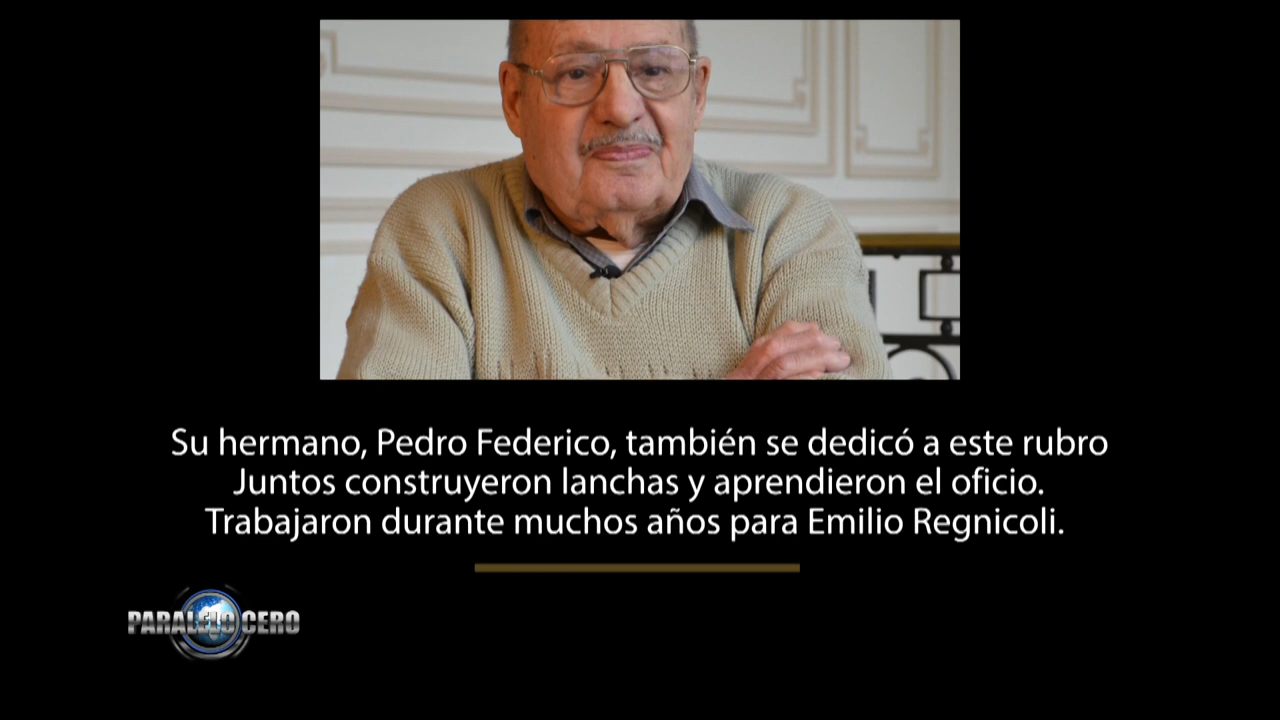 Su hermano, Pedro Federico, también se dedicó a este rubro
Juntos construyeron lanchas y aprendieron el oficio.
Trabajaron durante muchos años para Emilio Regnicoli.
PARALELO CERO